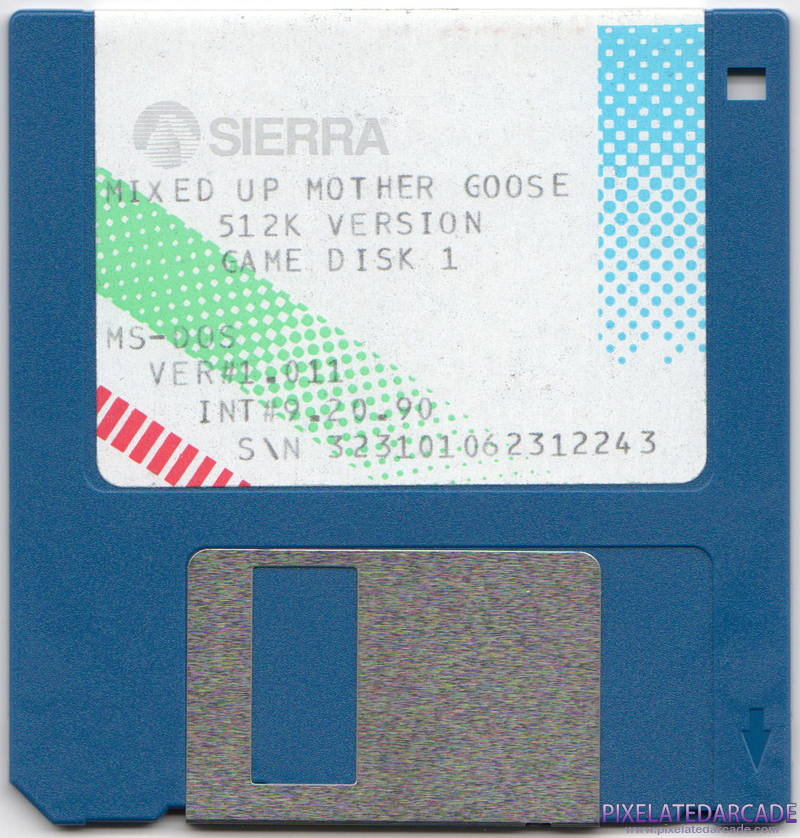 SIERRA
MIXED UP MOTHER GOOSE
512K VERSION
GAME DISK 1
MS-DOS
VER#1.011
INT#9.20.90
S\N 323101062312243
PIXELATEDARCADE
www.pixelatedarcade.com